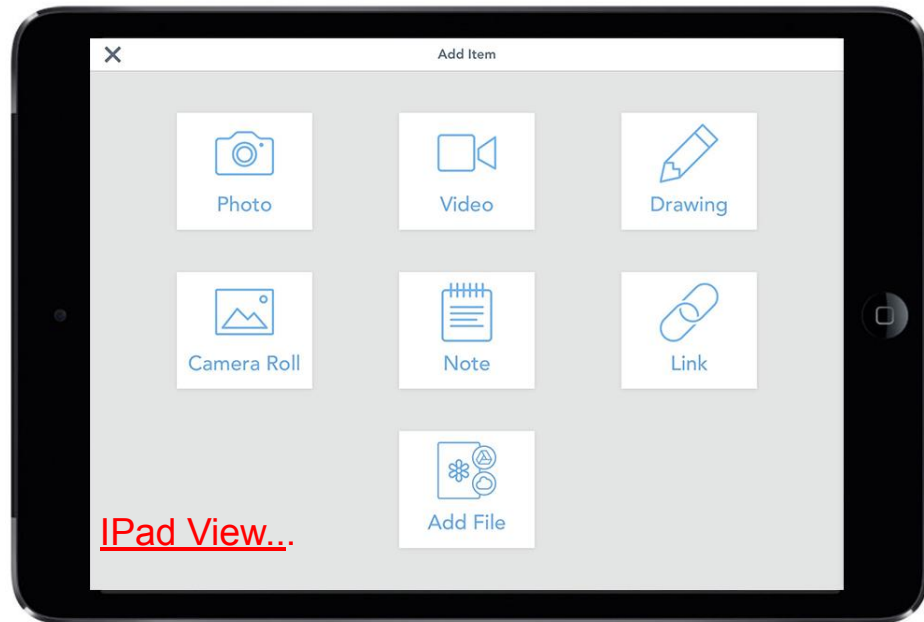 Add Item
Photo
Video
Drawing
Camera Roll
Note
Link
Add File
IPad View...